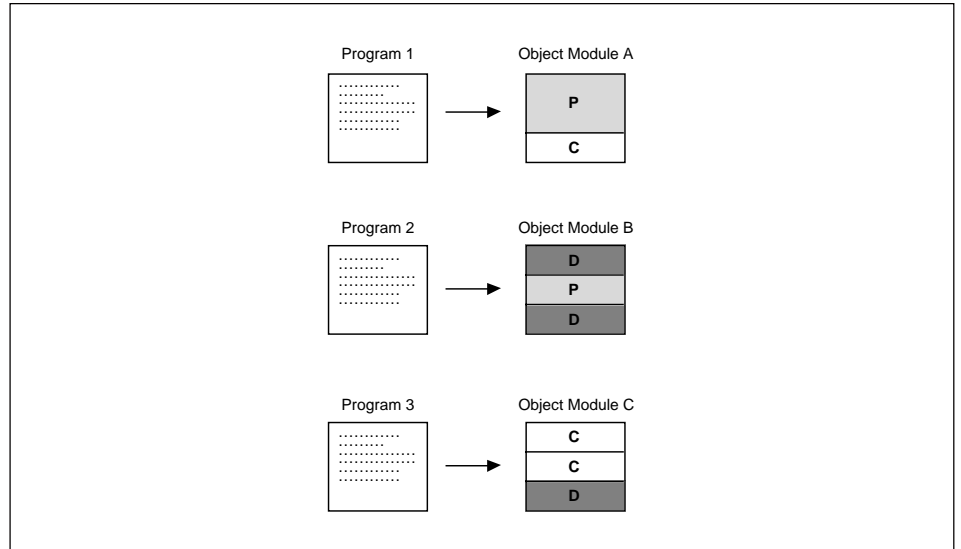 Program 1
Object Module A
P
C
Program 2
Object Module B
D
P
D
Program 3
Object Module C
C
C
D